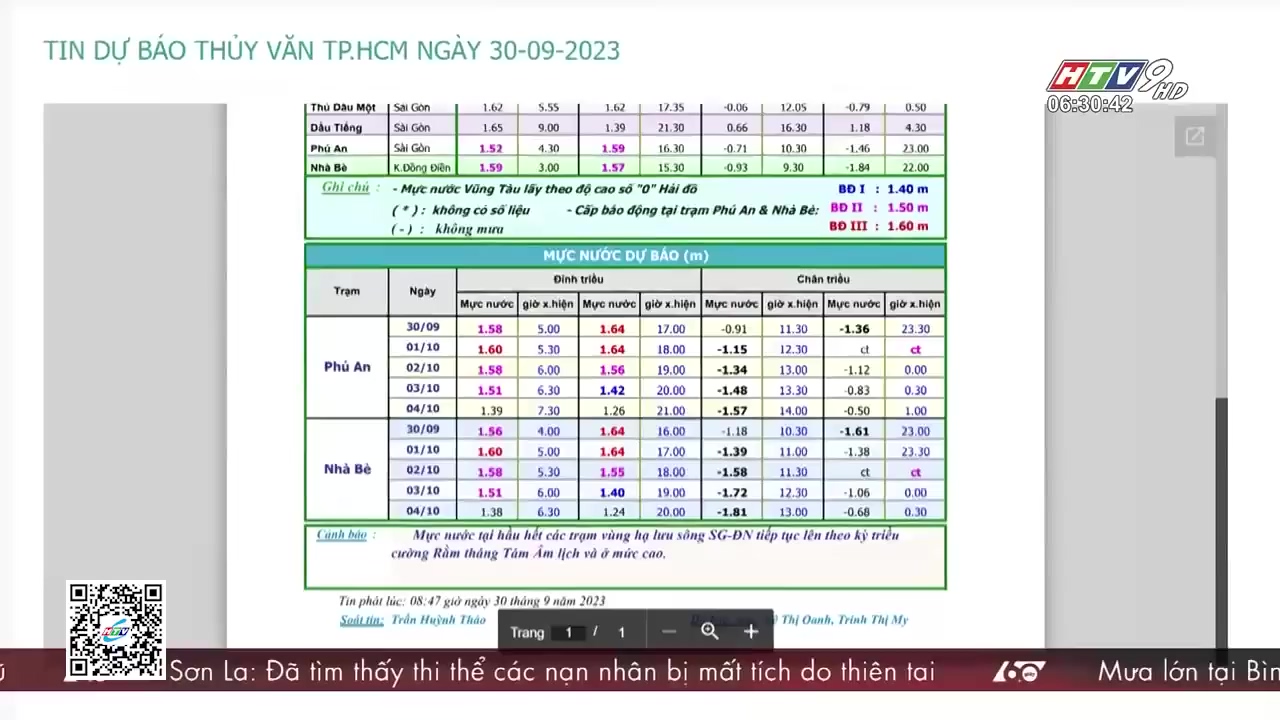 TIN DỰ BÁO THỦY VĂN TP.HCM NGÀY 30-09-2023
HTV9 HD
06:30:42
Thủ Dầu Một Sài Gòn 1.62 5.55 1.62 17.35 -0.06 12.05 -0.79 0.50
Dầu Tiếng Sài Gòn 1.65 9.00 1.39 21.30 0.66 16.30 1.18 4.30
Phú An Sài Gòn 1.52 4.30 1.59 16.30 -0.71 10.30 -1.46 23.00
Nhà Bè K.Đồng Điền 1.59 3.00 1.57 15.30 -0.93 9.30 -1.84 22.00
Ghi chú : - Mực nước Vũng Tàu lấy theo độ cao số "0" Hải đồ BĐ I : 1.40 m
( * ) : không có số liệu - Cấp báo động tại trạm Phú An & Nhà Bè: BĐ II : 1.50 m
( - ) : không mưa BĐ III : 1.60 m
MỰC NƯỚC DỰ BÁO (m)
Trạm Ngày Đỉnh triều Chân triều
Mực nước giờ x.hiện Mực nước giờ x.hiện Mực nước giờ x.hiện Mực nước giờ x.hiện
Phú An
30/09 1.58 5.00 1.64 17.00 -0.91 11.30 -1.36 23.30
01/10 1.60 5.30 1.64 18.00 -1.15 12.30 ct ct
02/10 1.58 6.00 1.56 19.00 -1.34 13.00 -1.12 0.00
03/10 1.51 6.30 1.42 20.00 -1.48 13.30 -0.83 0.30
04/10 1.39 7.30 1.26 21.00 -1.57 14.00 -0.50 1.00
Nhà Bè
30/09 1.56 4.00 1.64 16.00 -1.18 10.30 -1.61 23.00
01/10 1.60 5.00 1.64 17.00 -1.39 11.00 -1.38 23.30
02/10 1.58 5.30 1.55 18.00 -1.58 11.30 ct ct
03/10 1.51 6.00 1.40 19.00 -1.72 12.30 -1.06 0.00
04/10 1.38 6.30 1.24 20.00 -1.81 13.00 -0.68 0.30
Cảnh báo : Mực nước tại hầu hết các trạm vùng hạ lưu sông SG-ĐN tiếp tục lên theo kỳ triều
cường Rằm tháng Tám Âm lịch và ở mức cao.
Tin phát lúc: 08:47 giờ ngày 30 tháng 9 năm 2023
Soát tin: Trần Huỳnh Thảo Thị Oanh, Trịnh Thị My
Trang 1 / 1
HTV
Sơn La: Đã tìm thấy thi thể các nạn nhân bị mất tích do thiên tai 60 giây Mưa lớn tại Bìn